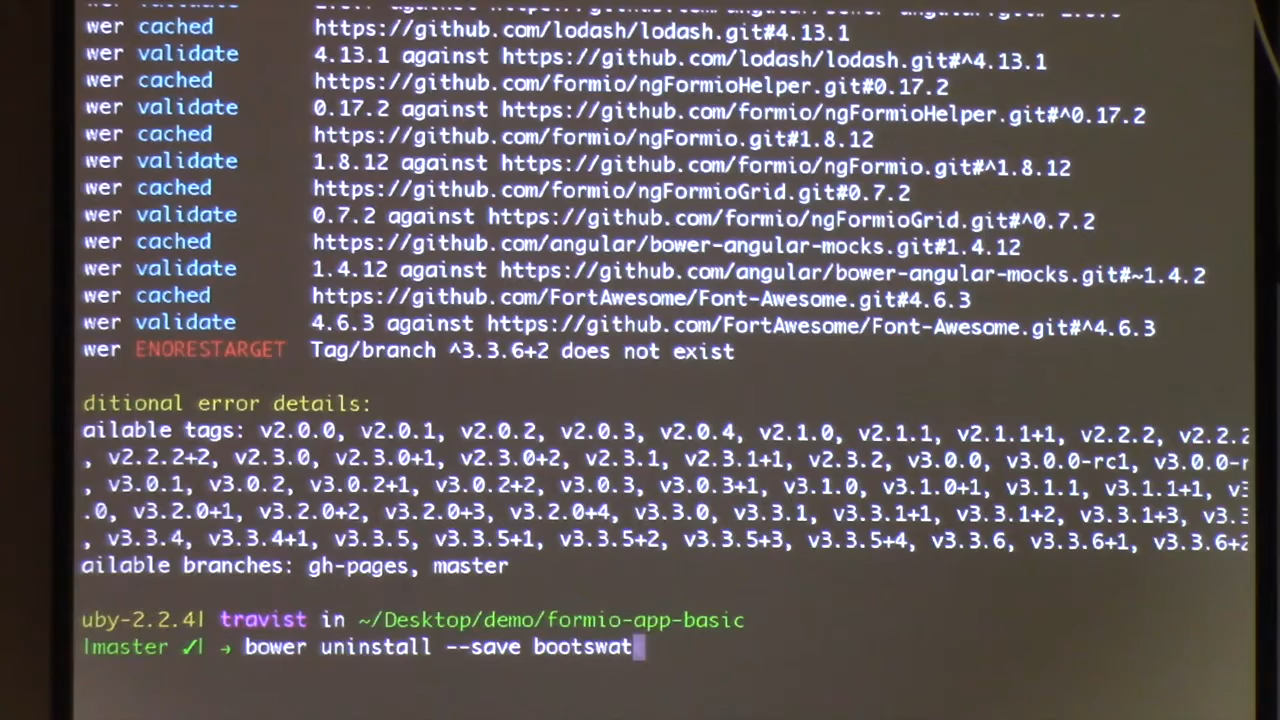 wer cached https://github.com/lodash/lodash.git#4.13.1
wer validate 4.13.1 against https://github.com/lodash/lodash.git#^4.13.1
wer cached https://github.com/formio/ngFormioHelper.git#0.17.2
wer validate 0.17.2 against https://github.com/formio/ngFormioHelper.git#^0.17.2
wer cached https://github.com/formio/ngFormio.git#1.8.12
wer validate 1.8.12 against https://github.com/formio/ngFormio.git#^1.8.12
wer cached https://github.com/formio/ngFormioGrid.git#0.7.2
wer validate 0.7.2 against https://github.com/formio/ngFormioGrid.git#^0.7.2
wer cached https://github.com/angular/bower-angular-mocks.git#1.4.12
wer validate 1.4.12 against https://github.com/angular/bower-angular-mocks.git#~1.4.2
wer cached https://github.com/FortAwesome/Font-Awesome.git#4.6.3
wer validate 4.6.3 against https://github.com/FortAwesome/Font-Awesome.git#^4.6.3
wer ENORESTARGET Tag/branch ^3.3.6+2 does not exist
ditional error details:
ailable tags: v2.0.0, v2.0.1, v2.0.2, v2.0.3, v2.0.4, v2.1.0, v2.1.1, v2.1.1+1, v2.2.2, v2.2.2
, v2.2.2+2, v2.3.0, v2.3.0+1, v2.3.0+2, v2.3.1, v2.3.1+1, v2.3.2, v3.0.0, v3.0.0-rc1, v3.0.0-r
, v3.0.1, v3.0.2, v3.0.2+1, v3.0.2+2, v3.0.3, v3.0.3+1, v3.1.0, v3.1.0+1, v3.1.1, v3.1.1+1, v3
.0, v3.2.0+1, v3.2.0+2, v3.2.0+3, v3.2.0+4, v3.3.0, v3.3.1, v3.3.1+1, v3.3.1+2, v3.3.1+3, v3.3
, v3.3.4, v3.3.4+1, v3.3.5, v3.3.5+1, v3.3.5+2, v3.3.5+3, v3.3.5+4, v3.3.6, v3.3.6+1, v3.3.6+2
ailable branches: gh-pages, master
uby-2.2.4| travist in ~/Desktop/demo/formio-app-basic
|master ✓| → bower uninstall --save bootswat